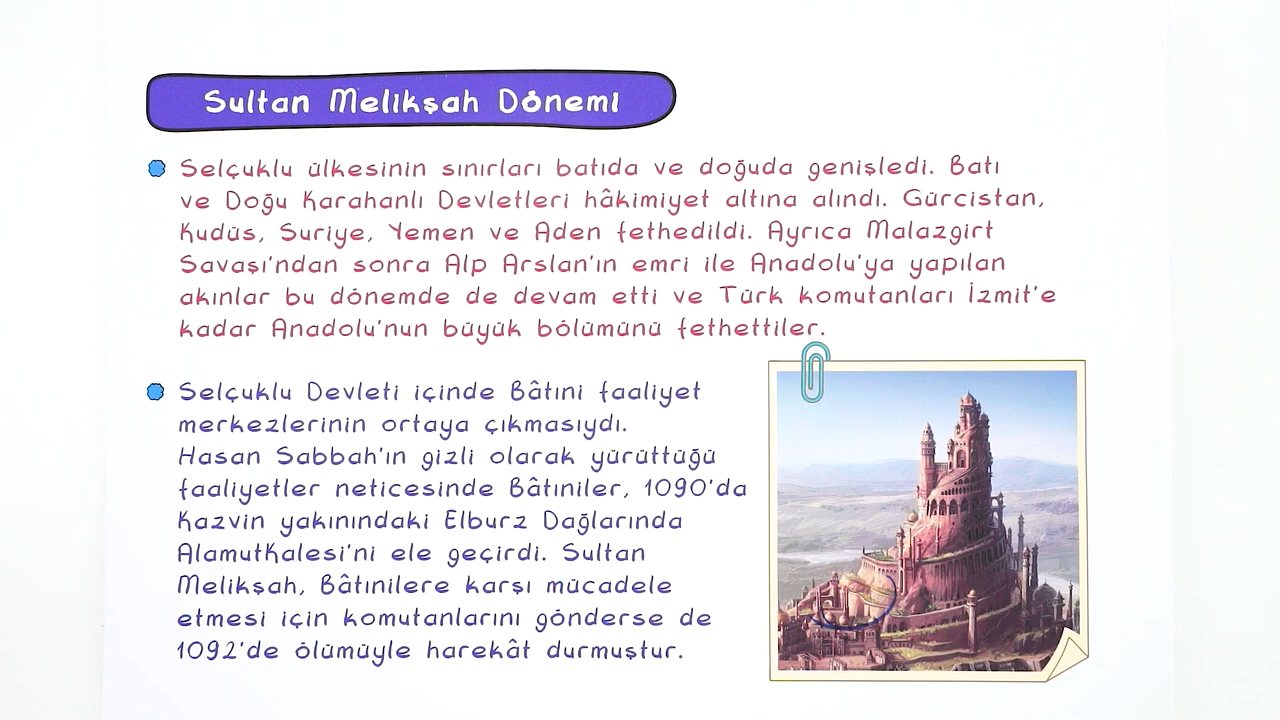 Sultan Melikşah Dönemi
Selçuklu ülkesinin sınırları batıda ve doğuda genişledi. Batı
ve Doğu Karahanlı Devletleri hâkimiyet altına alındı. Gürcistan,
Kudüs, Suriye, Yemen ve Aden fethedildi. Ayrıca Malazgirt
Savaşı'ndan sonra Alp Arslan'ın emri ile Anadolu'ya yapılan
akınlar bu dönemde de devam etti ve Türk komutanları İzmit'e
kadar Anadolu'nun büyük bölümünü fethettiler.
Selçuklu Devleti içinde Bâtıni faaliyet
merkezlerinin ortaya çıkmasıydı.
Hasan Sabbah'ın gizli olarak yürüttüğü
faaliyetler neticesinde Bâtıniler, 1090'da
Kazvin yakınındaki Elburz Dağlarında
AlamutKalesi'ni ele geçirdi. Sultan
Melikşah, Bâtınilere karşı mücadele
etmesi için komutanlarını gönderse de
1092'de ölümüyle harekât durmuştur.